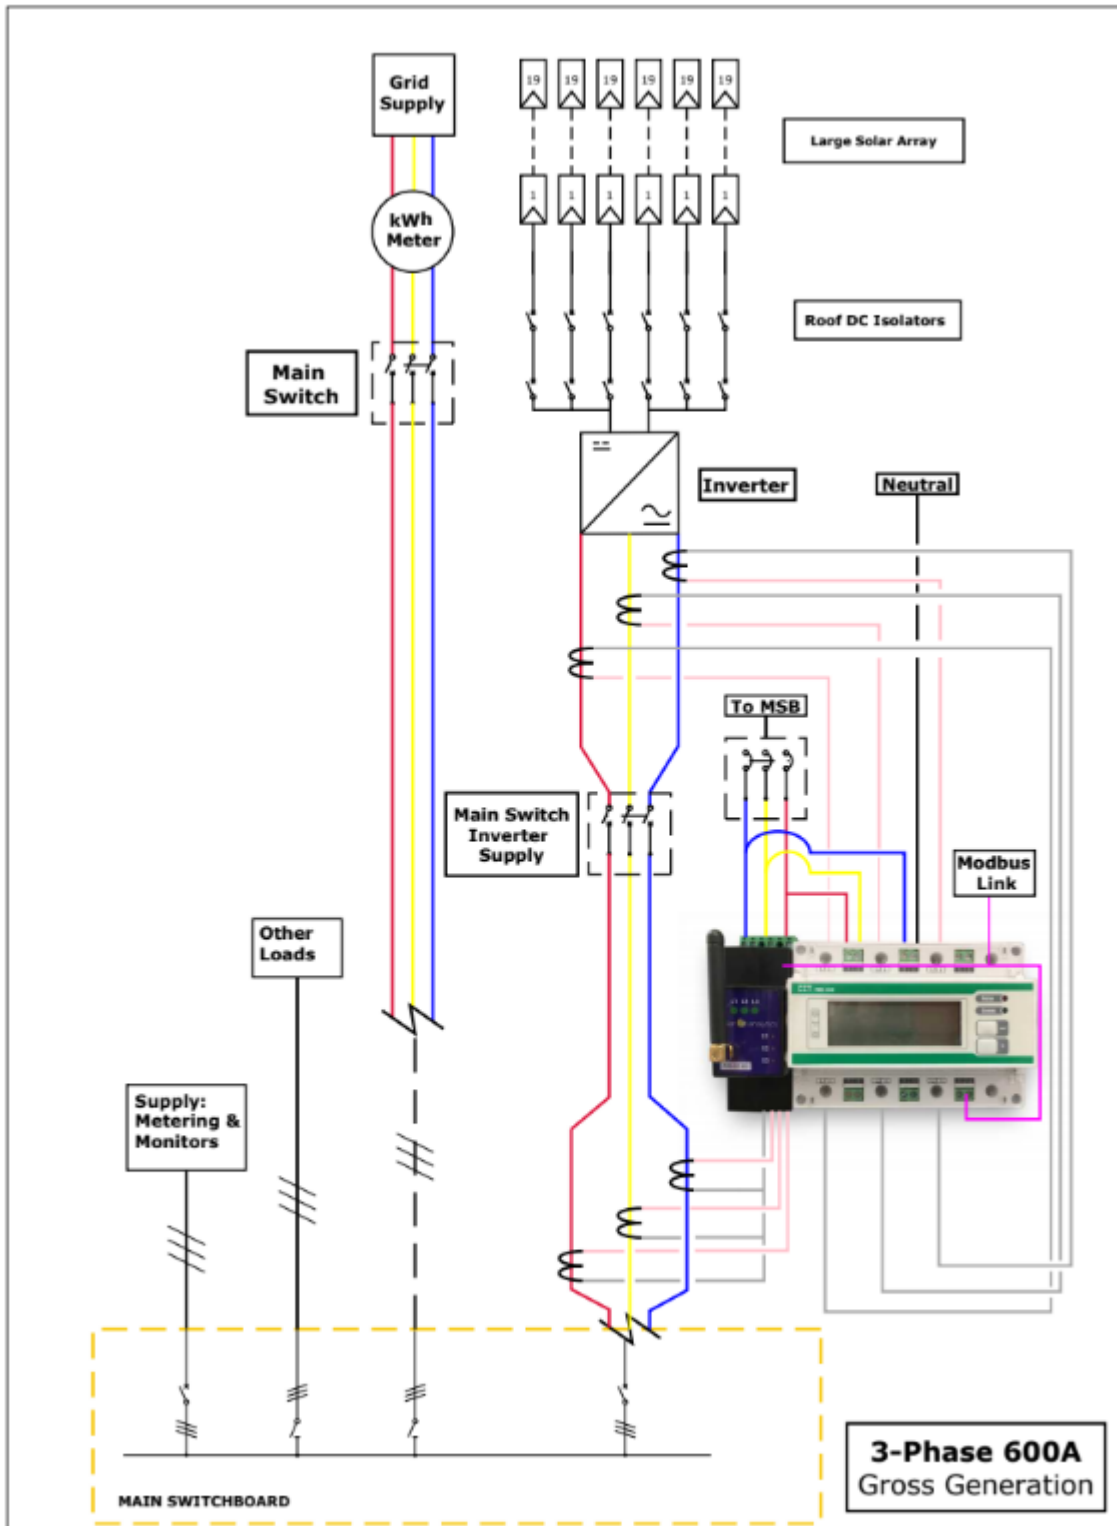 Grid
Supply
19 19 19 19 19 19
Large Solar Array
1 1 1 1 1 1
kWh
Meter
Roof DC Isolators
Main
Switch
Inverter
Neutral
To MSB
Main Switch
Inverter
Supply
Modbus
Link
Other
Loads
Supply:
Metering &
Monitors
3-Phase 600A
Gross Generation
MAIN SWITCHBOARD